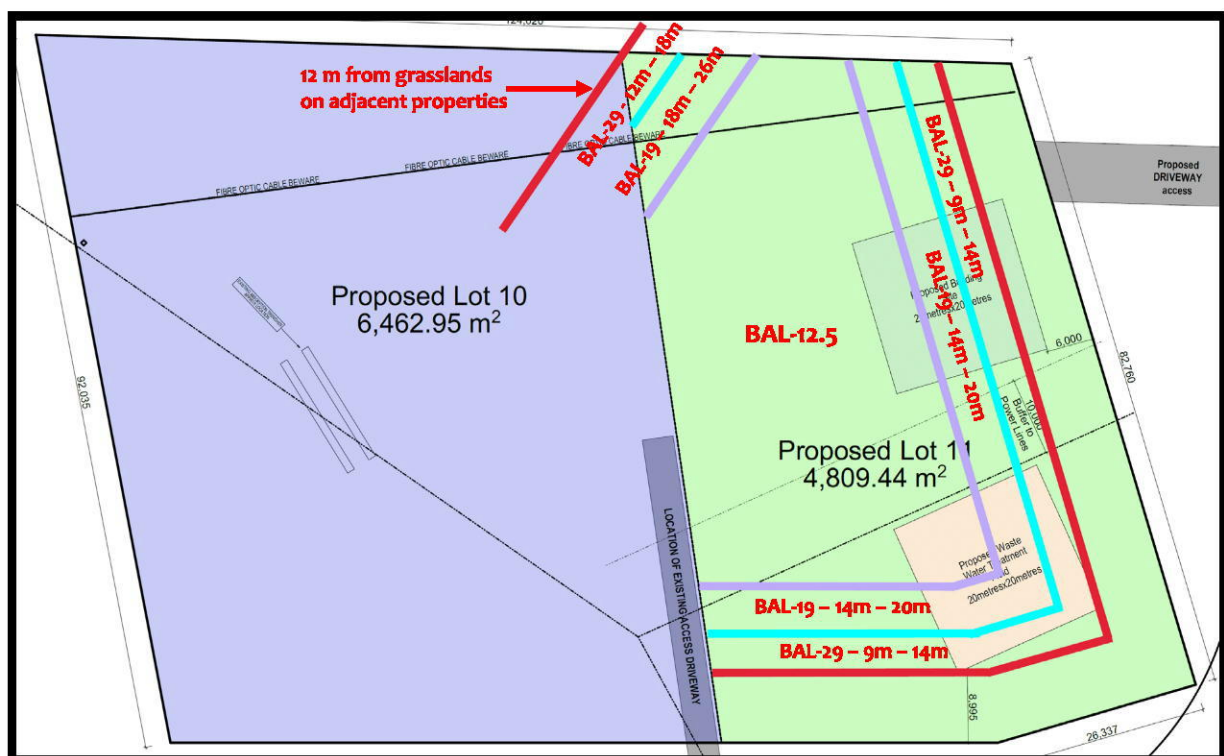 124,020
12 m from grasslands
on adjacent properties
BAL-29 - 12m – 18m
BAL-19 – 18m – 26m
FIBRE OPTIC CABLE BEWARE
FIBRE OPTIC CABLE BEWARE
FIBRE OPTIC CABLE BEWARE
Proposed
DRIVEWAY
access
BAL-29 – 9m – 14m
BAL-19 – 14m – 20m
Proposed Building
20metresx20metres
Proposed Lot 10
6,462.95 m²
BAL-12.5
6,000
82,760
92,035
10,000
Buffer to
Power Lines
Proposed Lot 11
4,809.44 m²
LOCATION OF EXISTING ACCESS DRIVEWAY
Proposed Waste
Water Treatment
20metresx20metres
BAL-19 – 14m – 20m
BAL-29 – 9m – 14m
8,995
26,337